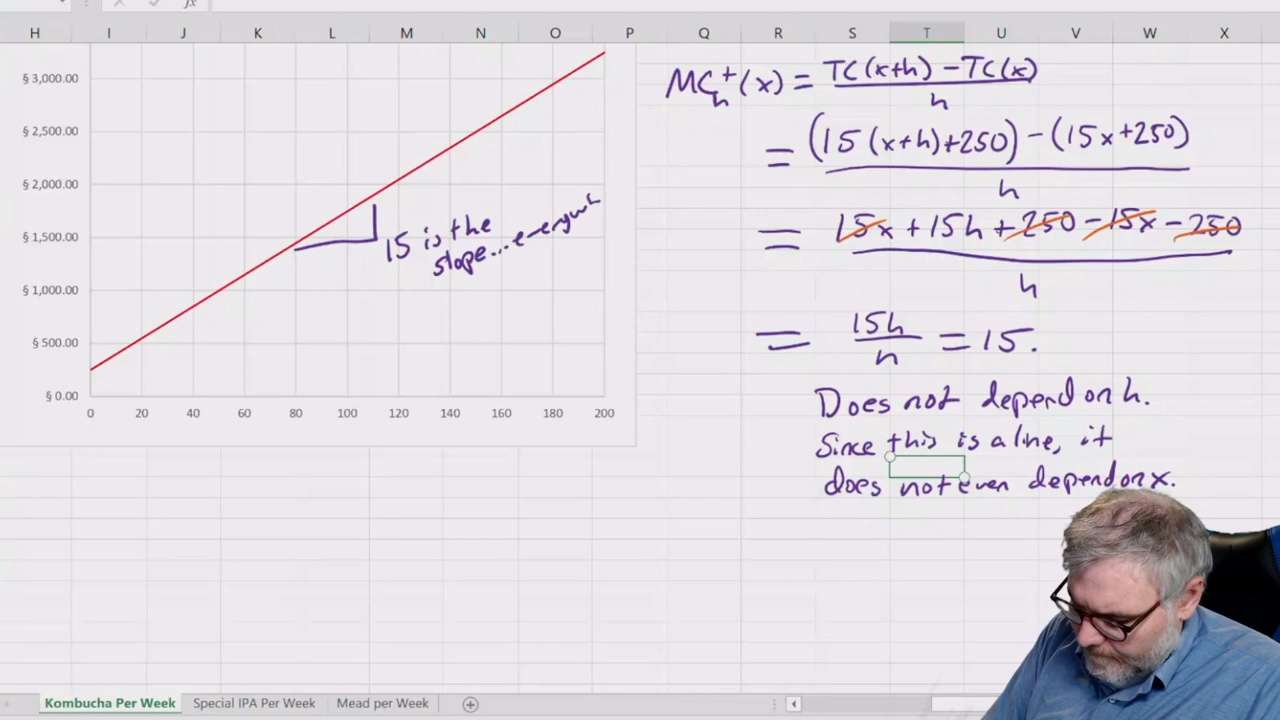 fx
H I J K L M N O P Q R S T U V W X
§ 3,000.00
§ 2,500.00
§ 2,000.00
§ 1,500.00
§ 1,000.00
§ 500.00
§ 0.00
0 20 40 60 80 100 120 140 160 180 200
15 is the
slope...
MC_h^+(x) = (TC(x+h) - TC(x)) / h
= ((15(x+h)+250) - (15x+250)) / h
= (15x + 15h + 250 - 15x - 250) / h
= 15h / h = 15.
Does not depend on h.
Since this is a line, it
does not even depend on x.
Kombucha Per Week Special IPA Per Week Mead per Week